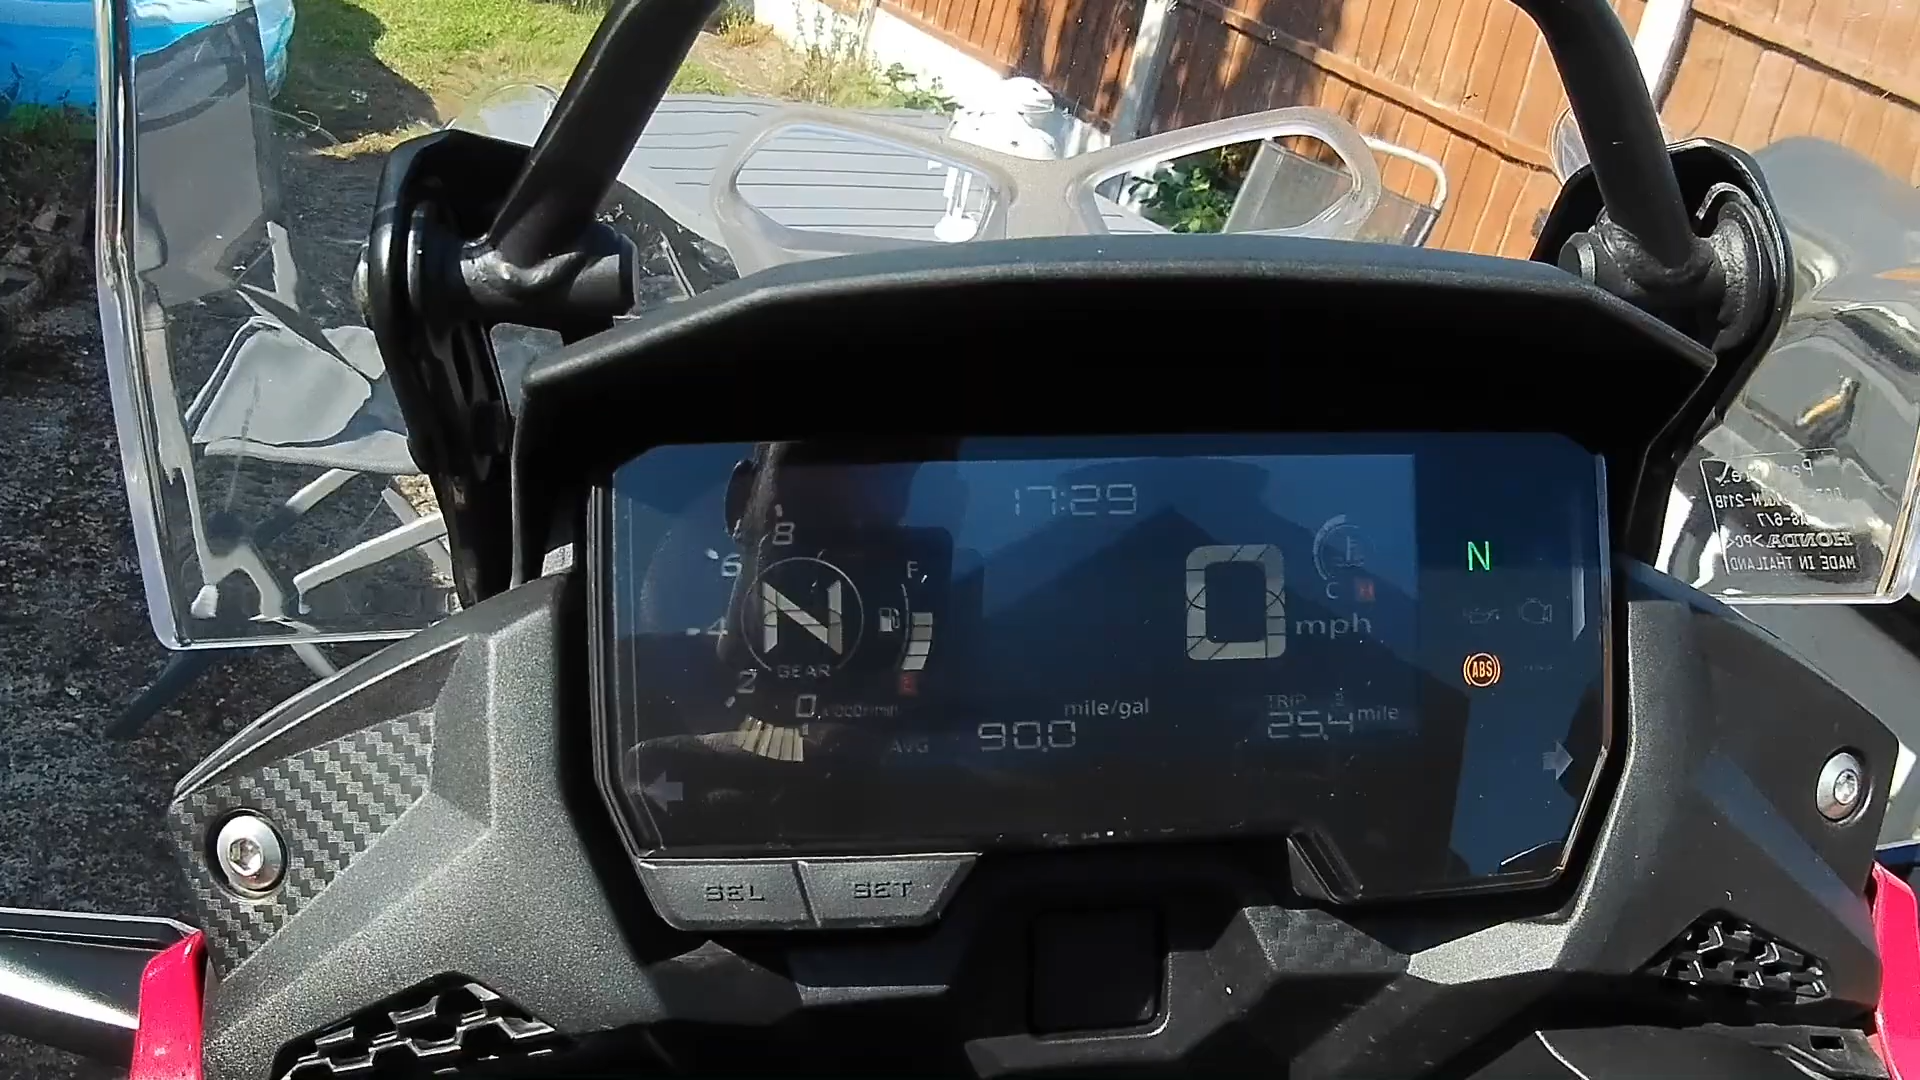 17:29
8
6
4
2
0
N
GEAR
F
E
C H
0 mph
N
ABS
AVG 90.0 mile/gal
TRIP
25.4 mile
SEL SET
HONDA >PC<
MADE IN THAILAND